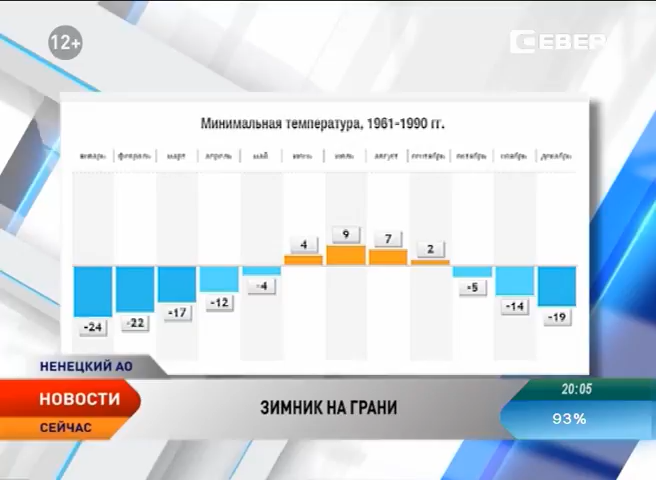 12+
СЕВЕР
Минимальная температура, 1961-1990 гг.
январь февраль март апрель май июнь июль август сентябрь октябрь ноябрь декабрь
4 9 7 2
-24 -22 -17 -12 -4 -5 -14 -19
НЕНЕЦКИЙ АО
НОВОСТИ
СЕЙЧАС
ЗИМНИК НА ГРАНИ
20:05
93%